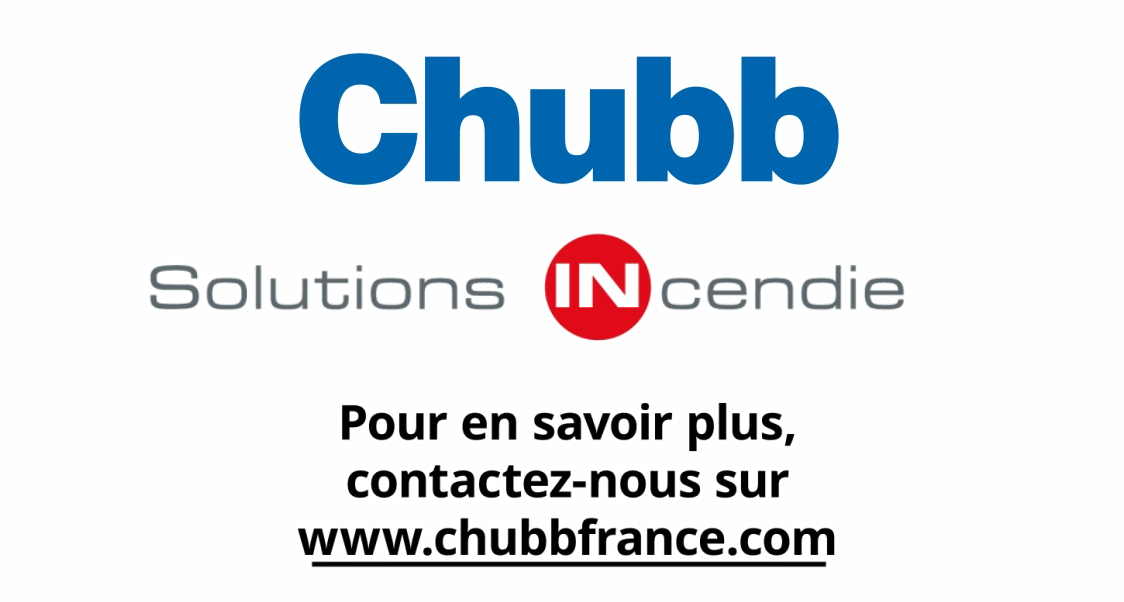 Chubb
Solutions INcendie
Pour en savoir plus,
contactez-nous sur
www.chubbfrance.com